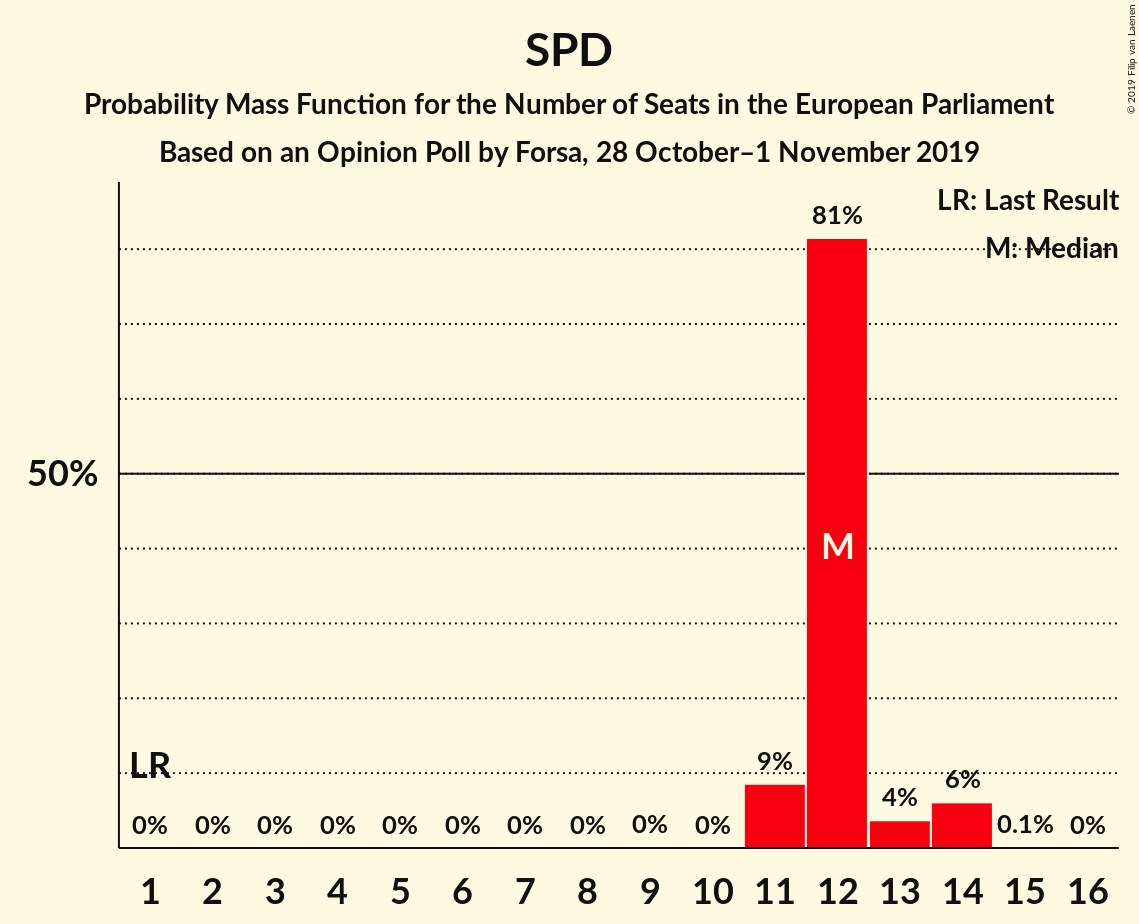 SPD
Probability Mass Function for the Number of Seats in the European Parliament
Based on an Opinion Poll by Forsa, 28 October–1 November 2019
© 2019 Filip van Laenen
LR: Last Result
M: Median
81%
50%
M
LR
9%
6%
4%
0% 0% 0% 0% 0% 0% 0% 0% 0% 0% 0.1% 0%
1 2 3 4 5 6 7 8 9 10 11 12 13 14 15 16